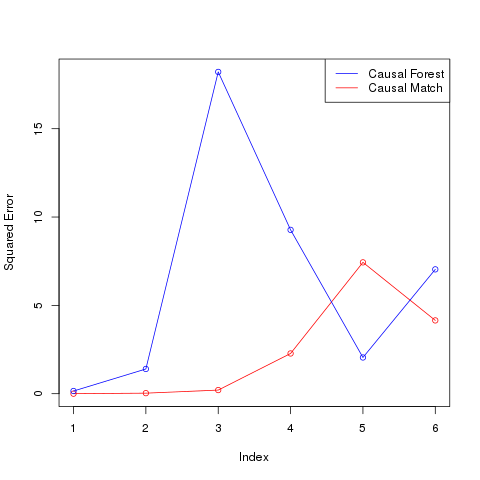 Causal Forest
Causal Match
15
10
5
0
Squared Error
1 2 3 4 5 6
Index